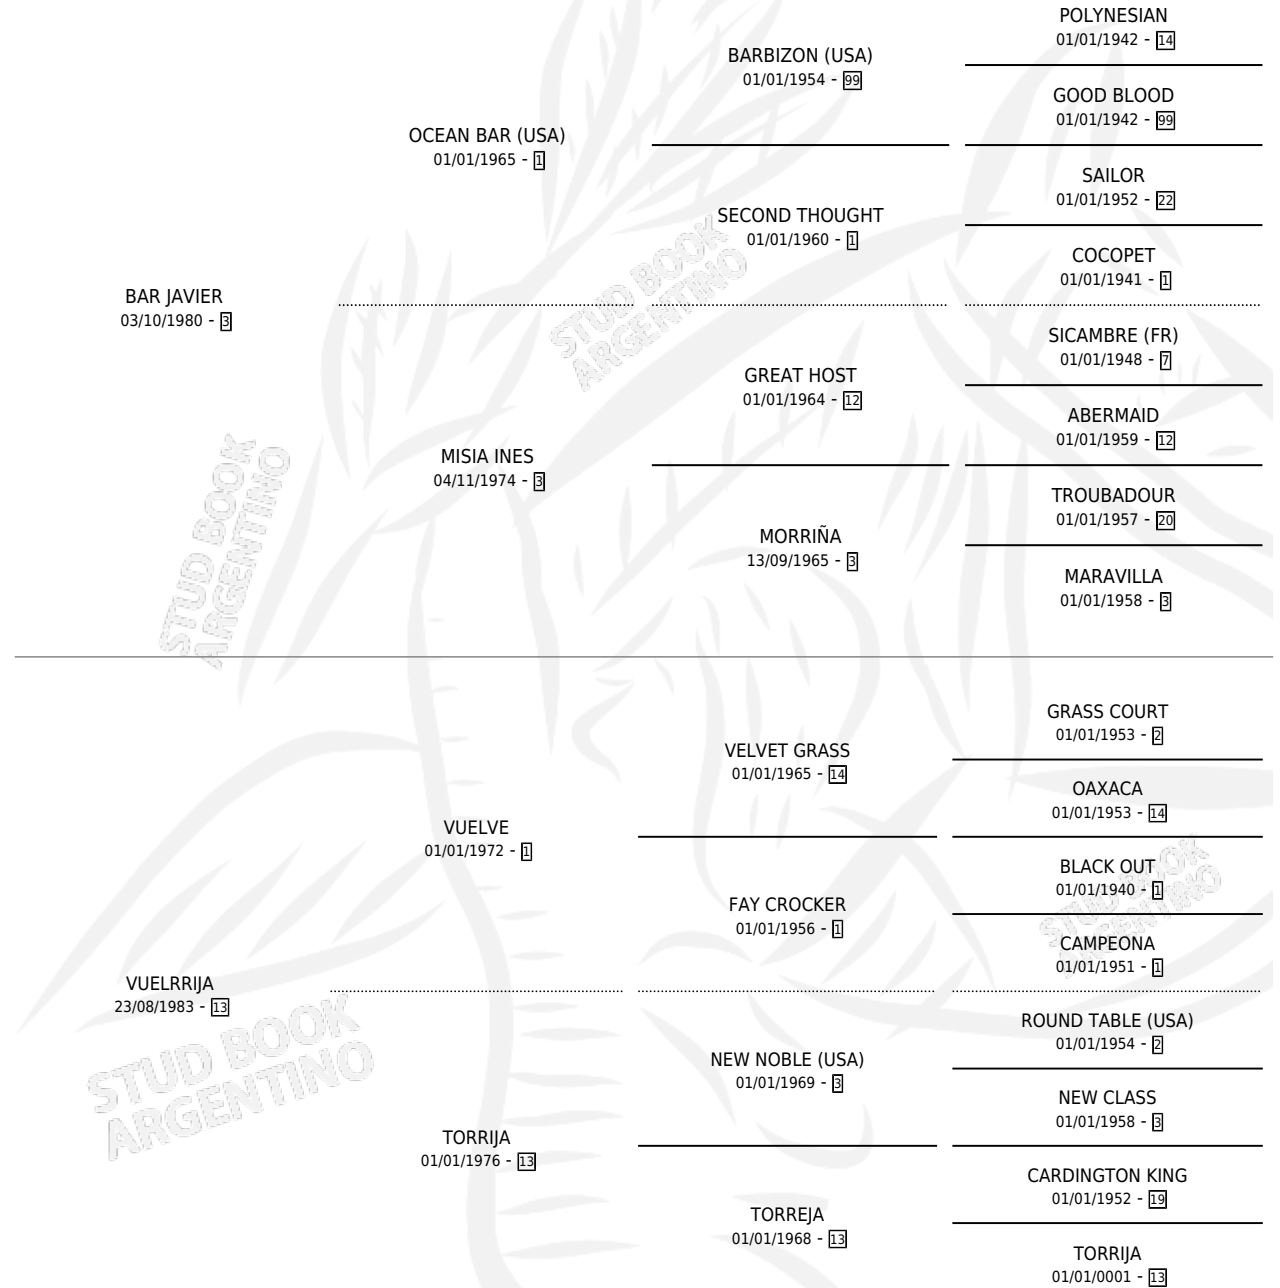 POLYNESIAN
01/01/1942 - 14
BARBIZON (USA)
01/01/1954 - 99
GOOD BLOOD
01/01/1942 - 99
OCEAN BAR (USA)
01/01/1965 - 1
SAILOR
01/01/1952 - 22
SECOND THOUGHT
01/01/1960 - 1
COCOPET
01/01/1941 - 1
BAR JAVIER
03/10/1980 - 3
SICAMBRE (FR)
01/01/1948 - 7
GREAT HOST
01/01/1964 - 12
ABERMAID
01/01/1959 - 12
MISIA INES
04/11/1974 - 3
TROUBADOUR
01/01/1957 - 20
MORRIÑA
13/09/1965 - 3
MARAVILLA
01/01/1958 - 3
STUD BOOK
ARGENTINO
STUD BOOK
ARGENTINO
GRASS COURT
01/01/1953 - 2
VELVET GRASS
01/01/1965 - 14
OAXACA
01/01/1953 - 14
VUELVE
01/01/1972 - 1
BLACK OUT
01/01/1940 - 1
FAY CROCKER
01/01/1956 - 1
CAMPEONA
01/01/1951 - 1
STUD BOOK
ARGENTINO
VUELRRIJA
23/08/1983 - 13
ROUND TABLE (USA)
01/01/1954 - 2
NEW NOBLE (USA)
01/01/1969 - 3
NEW CLASS
01/01/1958 - 3
STUD BOOK
ARGENTINO
TORRIJA
01/01/1976 - 13
CARDINGTON KING
01/01/1952 - 19
TORREJA
01/01/1968 - 13
TORRIJA
01/01/0001 - 13